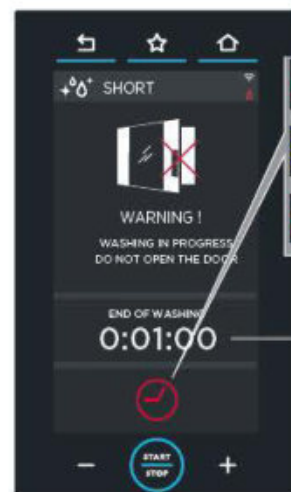 SHORT
WARNING !
WASHING IN PROGRESS
DO NOT OPEN THE DOOR
END OF WASHING
0:01:00
START
STOP